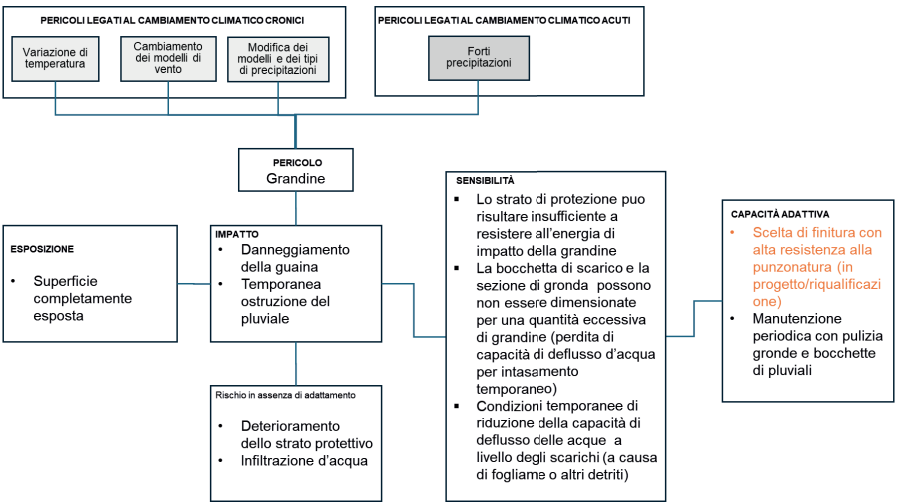 PERICOLI LEGATI AL CAMBIAMENTO CLIMATICO CRONICI
Variazione di
temperatura
Cambiamento
dei modelli di
vento
Modifica dei
modelli e dei tipi
di precipitazioni
PERICOLI LEGATI AL CAMBIAMENTO CLIMATICO ACUTI
Forti
precipitazioni
PERICOLO
Grandine
ESPOSIZIONE
• Superficie
completamente
esposta
IMPATTO
• Danneggiamento
della guaina
• Temporanea
ostruzione del
pluviale
Rischio in assenza di adattamento
• Deterioramento
dello strato protettivo
• Infiltrazione d'acqua
SENSIBILITÀ
▪ Lo strato di protezione puo
risultare insufficiente a
resistere all'energia di
impatto della grandine
▪ La bocchetta di scarico e la
sezione di gronda possono
non essere dimensionate
per una quantità eccessiva
di grandine (perdita di
capacità di deflusso d'acqua
per intasamento
temporaneo)
▪ Condizioni temporanee di
riduzione della capacità di
deflusso delle acque a
livello degli scarichi (a causa
di fogliame o altri detriti)
CAPACITÀ ADATTIVA
• Scelta di finitura con
alta resistenza alla
punzonatura (in
progetto/riqualificazi
one)
• Manutenzione
periodica con pulizia
gronde e bocchette
di pluviali